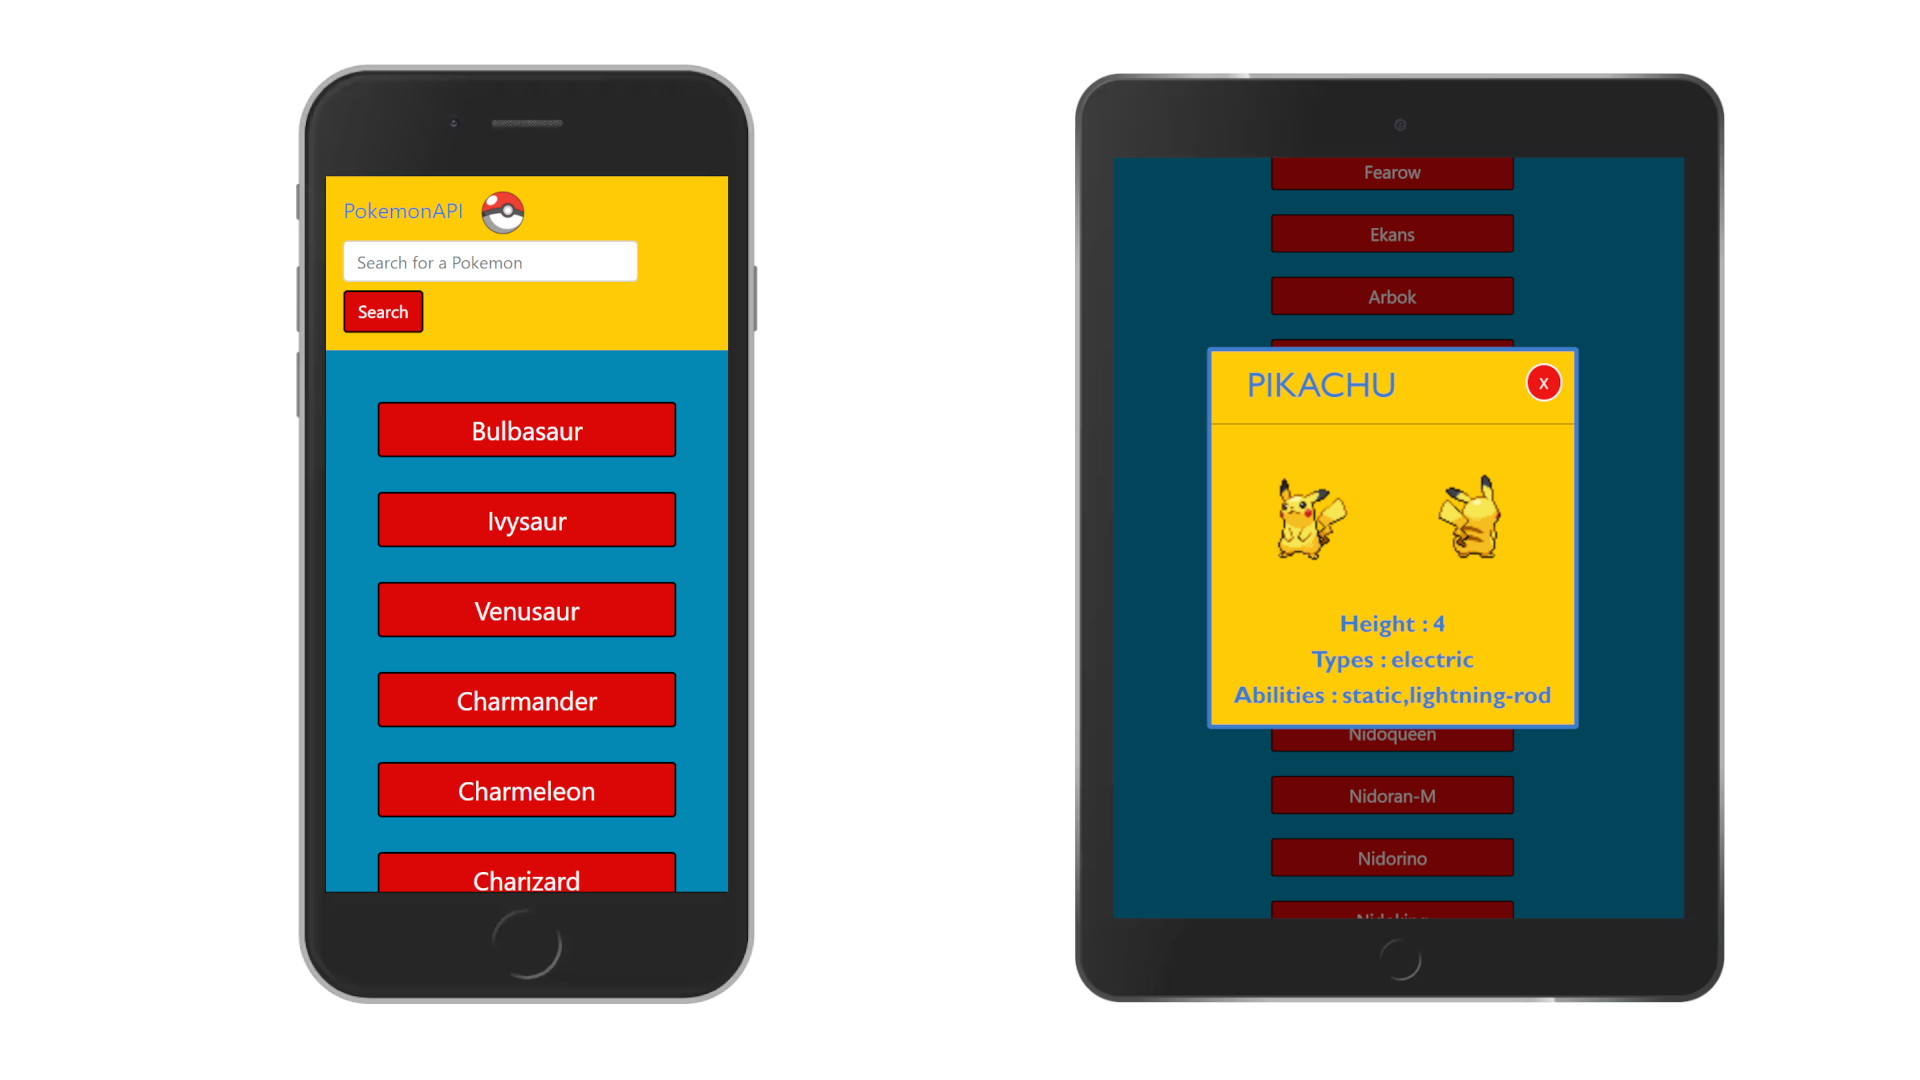 PokemonAPI
Search for a Pokemon
Search
Bulbasaur
Ivysaur
Venusaur
Charmander
Charmeleon
Charizard
Fearow
Ekans
Arbok
PIKACHU
x
Height : 4
Types : electric
Abilities : static,lightning-rod
Nidoqueen
Nidoran-M
Nidorino
Nidoking